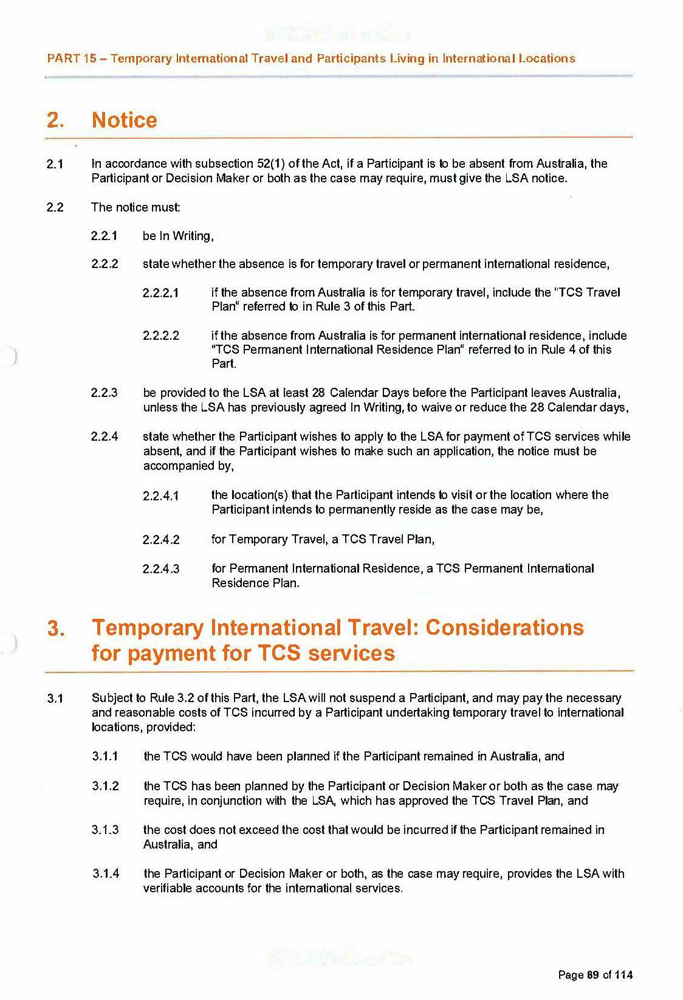 PART 15 – Temporary International Travel and Participants Living in International Locations
2. Notice
2.1 In accordance with subsection 52(1) of the Act, if a Participant is to be absent from Australia, the
Participant or Decision Maker or both as the case may require, must give the LSA notice.
2.2 The notice must:
2.2.1 be In Writing,
2.2.2 state whether the absence is for temporary travel or permanent international residence,
2.2.2.1 if the absence from Australia is for temporary travel, include the "TCS Travel
Plan" referred to in Rule 3 of this Part.
2.2.2.2 if the absence from Australia is for permanent international residence, include
"TCS Permanent International Residence Plan" referred to in Rule 4 of this
Part.
2.2.3 be provided to the LSA at least 28 Calendar Days before the Participant leaves Australia,
unless the LSA has previously agreed In Writing, to waive or reduce the 28 Calendar days,
2.2.4 state whether the Participant wishes to apply to the LSA for payment of TCS services while
absent, and if the Participant wishes to make such an application, the notice must be
accompanied by,
2.2.4.1 the location(s) that the Participant intends to visit or the location where the
Participant intends to permanently reside as the case may be,
2.2.4.2 for Temporary Travel, a TCS Travel Plan,
2.2.4.3 for Permanent International Residence, a TCS Permanent International
Residence Plan.
3. Temporary International Travel: Considerations
for payment for TCS services
3.1 Subject to Rule 3.2 of this Part, the LSA will not suspend a Participant, and may pay the necessary
and reasonable costs of TCS incurred by a Participant undertaking temporary travel to international
locations, provided:
3.1.1 the TCS would have been planned if the Participant remained in Australia, and
3.1.2 the TCS has been planned by the Participant or Decision Maker or both as the case may
require, in conjunction with the LSA, which has approved the TCS Travel Plan, and
3.1.3 the cost does not exceed the cost that would be incurred if the Participant remained in
Australia, and
3.1.4 the Participant or Decision Maker or both, as the case may require, provides the LSA with
verifiable accounts for the international services.
Page 89 of 114